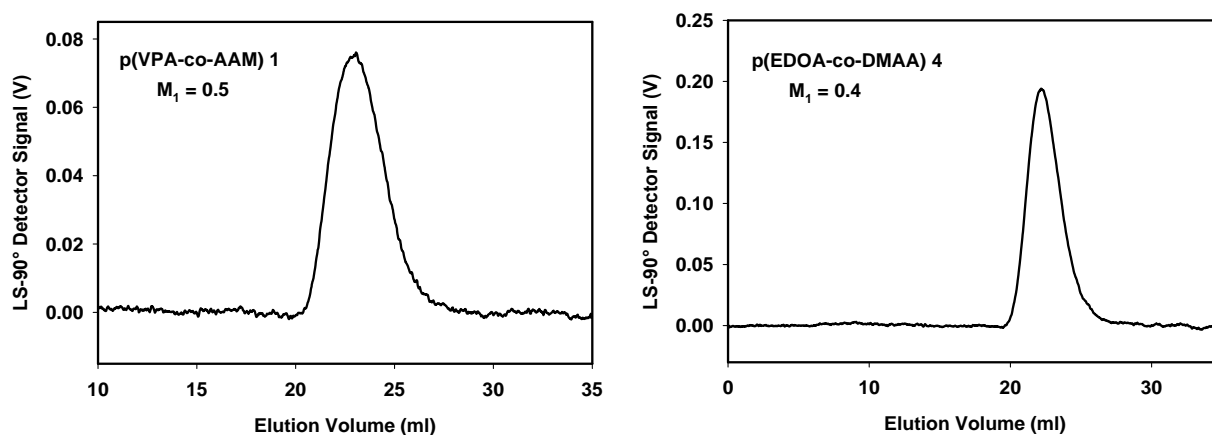 p(VPA-co-AAM) 1
M₁ = 0.5
LS-90° Detector Signal (V)
0.08
0.06
0.04
0.02
0.00
10 15 20 25 30 35
Elution Volume (ml)
p(EDOA-co-DMAA) 4
M₁ = 0.4
LS-90° Detector Signal (V)
0.25
0.20
0.15
0.10
0.05
0.00
0 10 20 30
Elution Volume (ml)